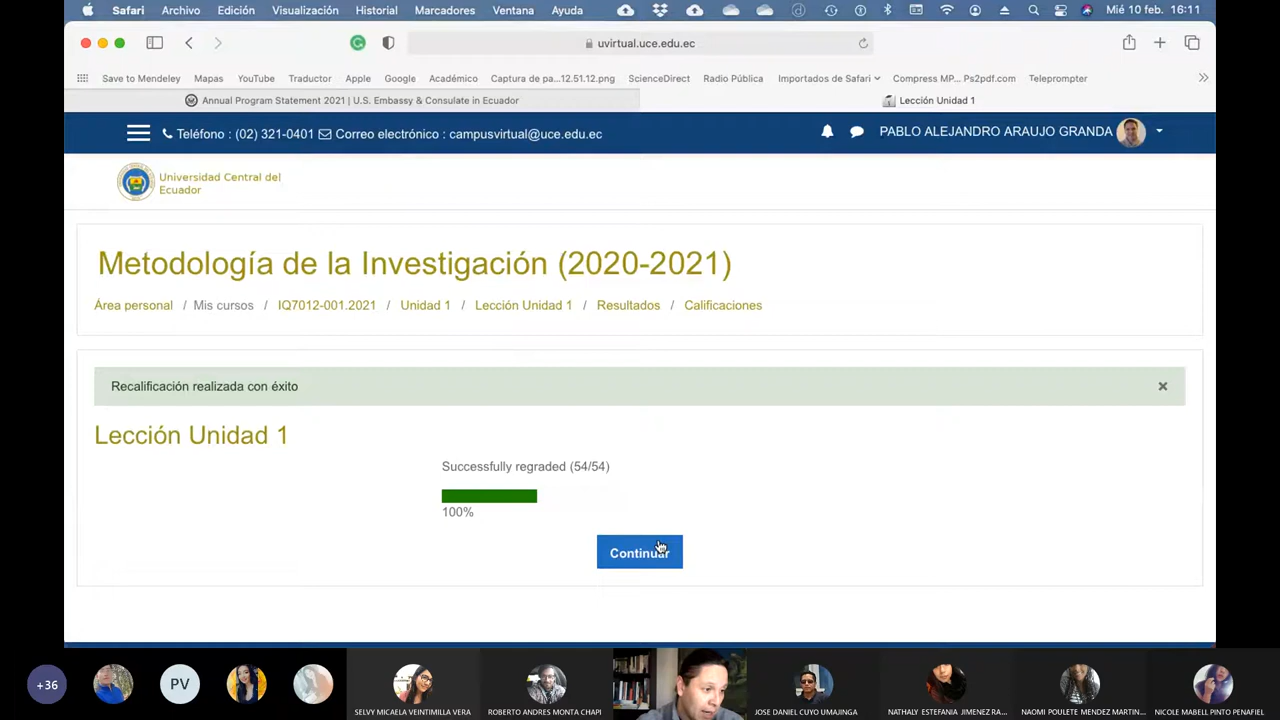 Safari Archivo Edición Visualización Historial Marcadores Ventana Ayuda Mié 10 feb. 16:11
uvirtual.uce.edu.ec
Save to Mendeley Mapas YouTube Traductor Apple Google Académico Captura de pa...12.51.12.png ScienceDirect Radio Pública Importados de Safari Compress MP... Ps2pdf.com Teleprompter
Annual Program Statement 2021 | U.S. Embassy & Consulate in Ecuador Lección Unidad 1
Teléfono : (02) 321-0401 Correo electrónico : campusvirtual@uce.edu.ec PABLO ALEJANDRO ARAUJO GRANDA
Universidad Central del
Ecuador
Metodología de la Investigación (2020-2021)
Área personal / Mis cursos / IQ7012-001.2021 / Unidad 1 / Lección Unidad 1 / Resultados / Calificaciones
Recalificación realizada con éxito ×
Lección Unidad 1
Successfully regraded (54/54)
100%
Continuar
+36 PV
SELVY MICAELA VEINTIMILLA VERA ROBERTO ANDRES MONTA CHAPI JOSE DANIEL CUYO UMAJINGA NATHALY ESTEFANIA JIMENEZ RA... NAOMI POULETE MENDEZ MARTIN... NICOLE MABELL PINTO PENAFIEL